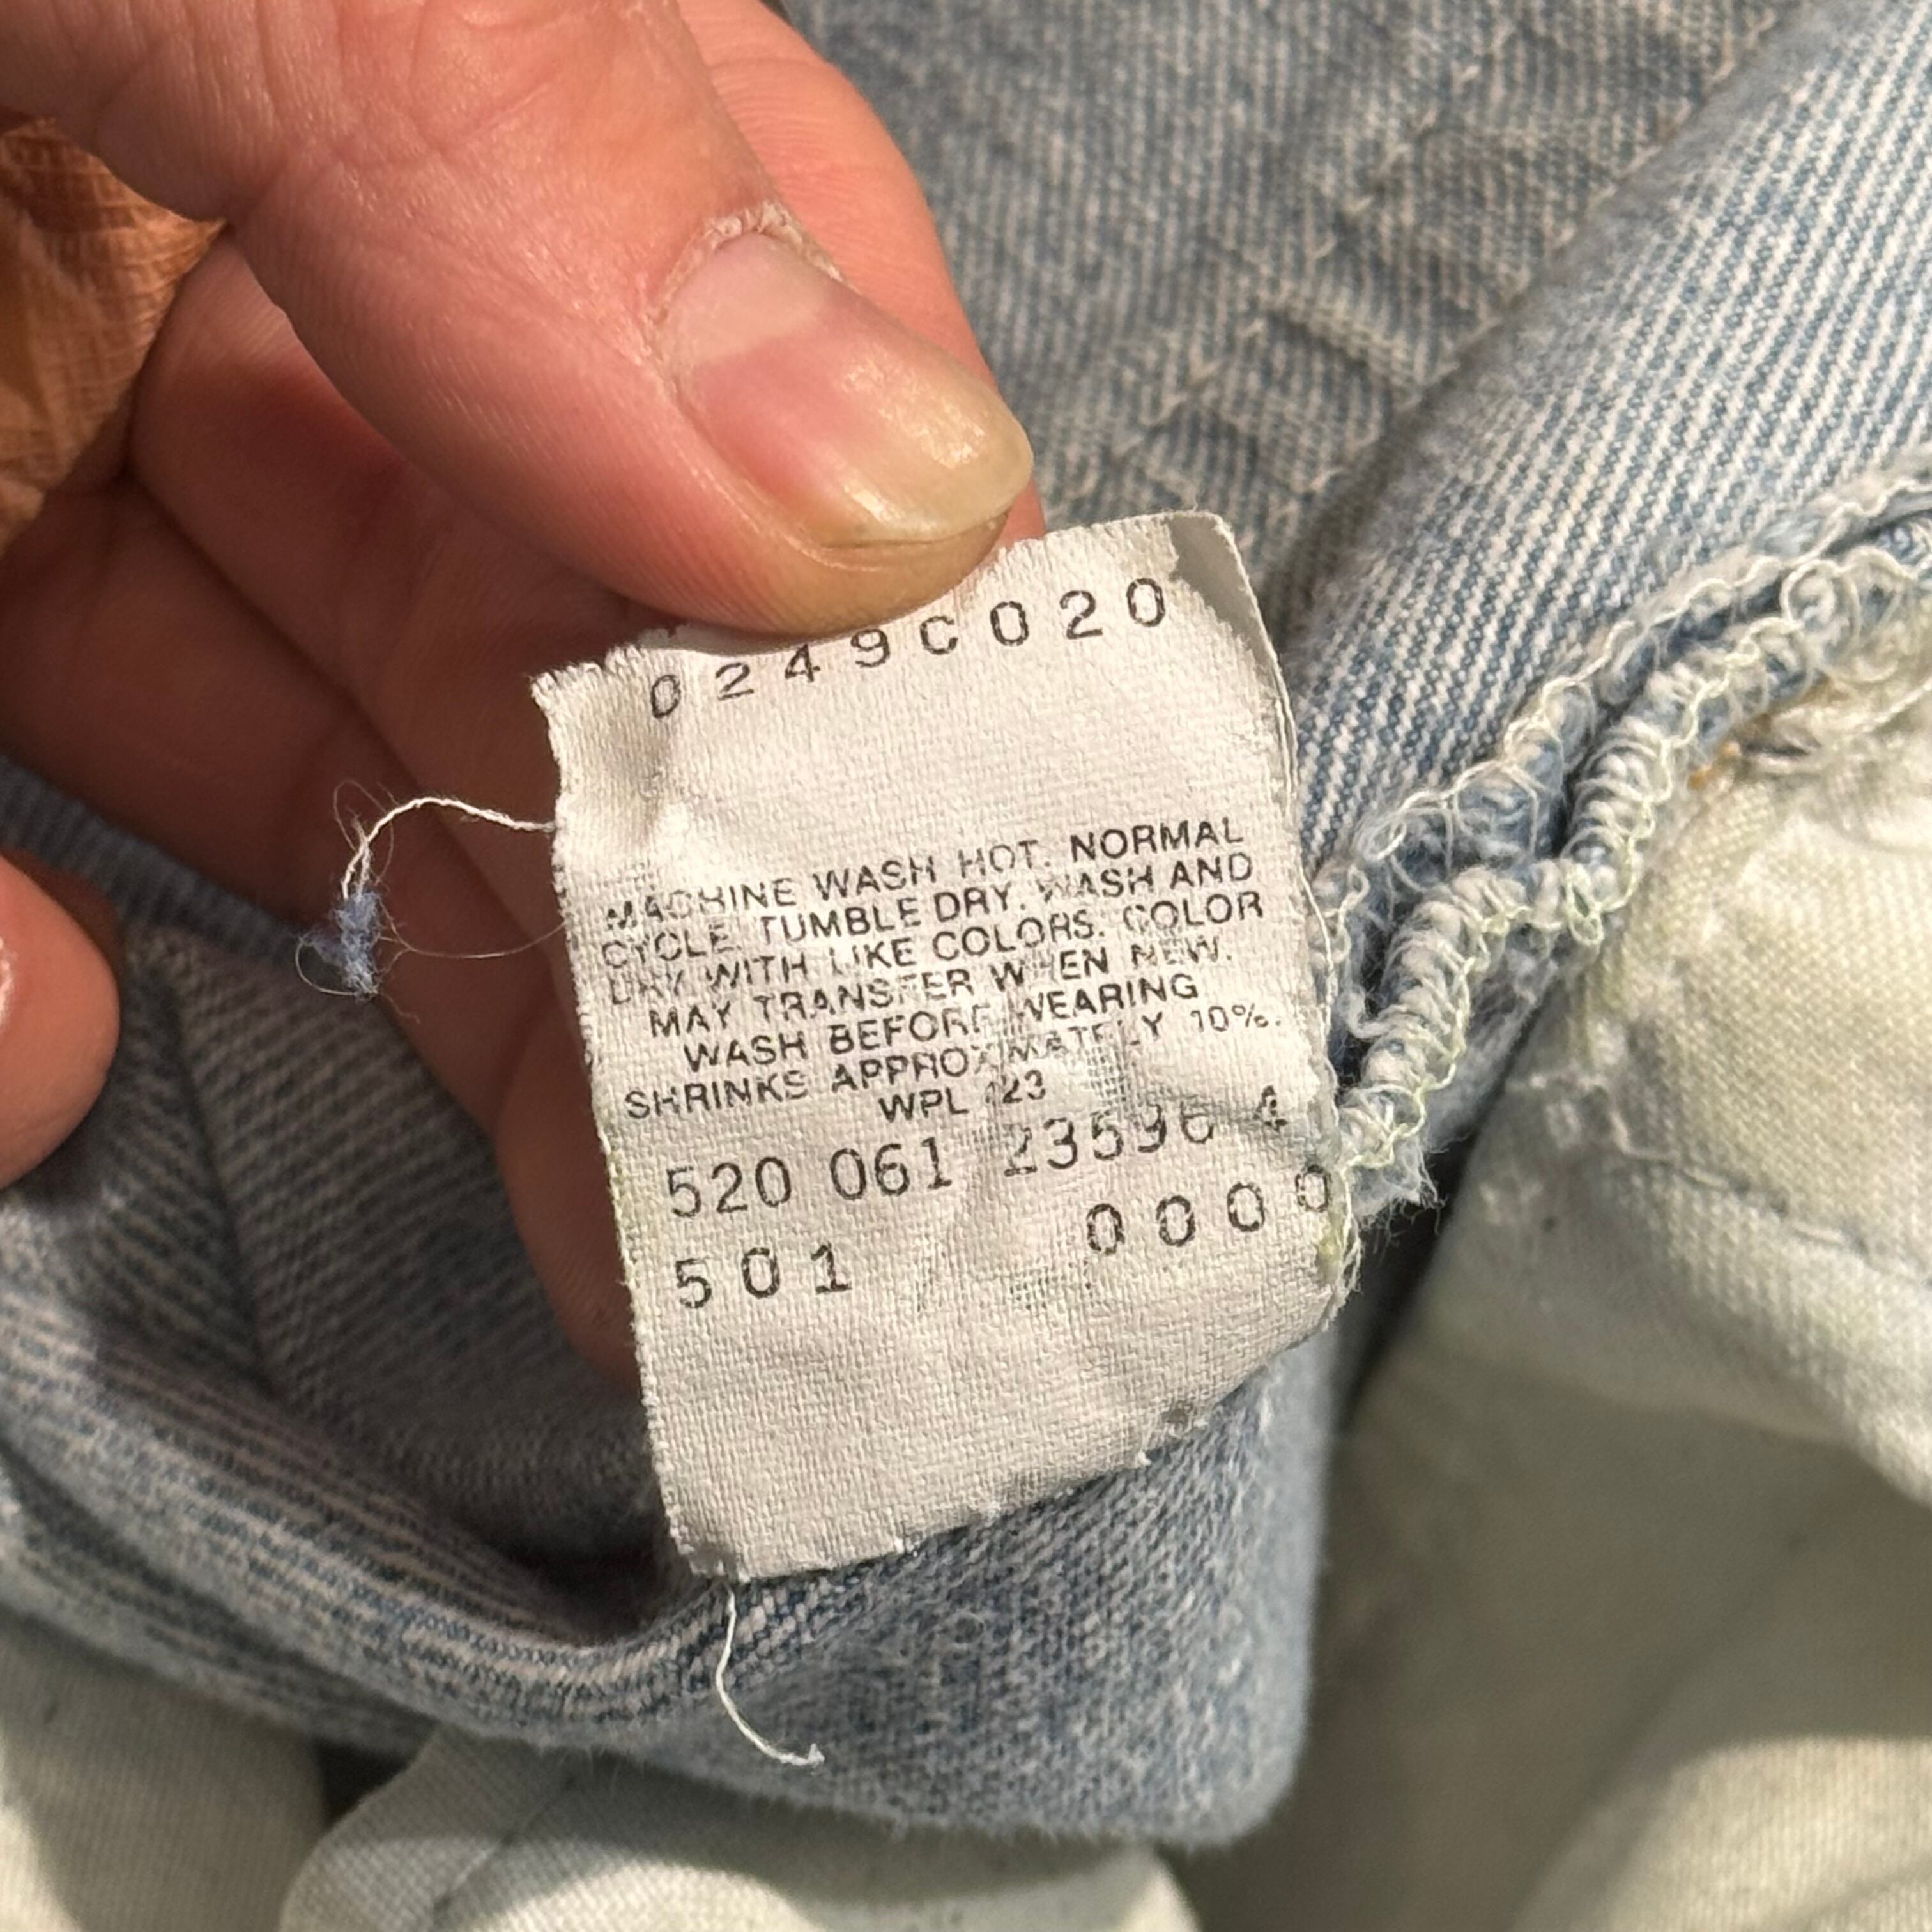 0249C020
MACHINE WASH HOT. NORMAL
CYCLE. TUMBLE DRY. WASH AND
DRY WITH LIKE COLORS. COLOR
MAY TRANSFER WHEN NEW.
WASH BEFORE WEARING
SHRINKS APPROXIMATELY 10%.
WPL 423
520 061 23596 4
501 0000